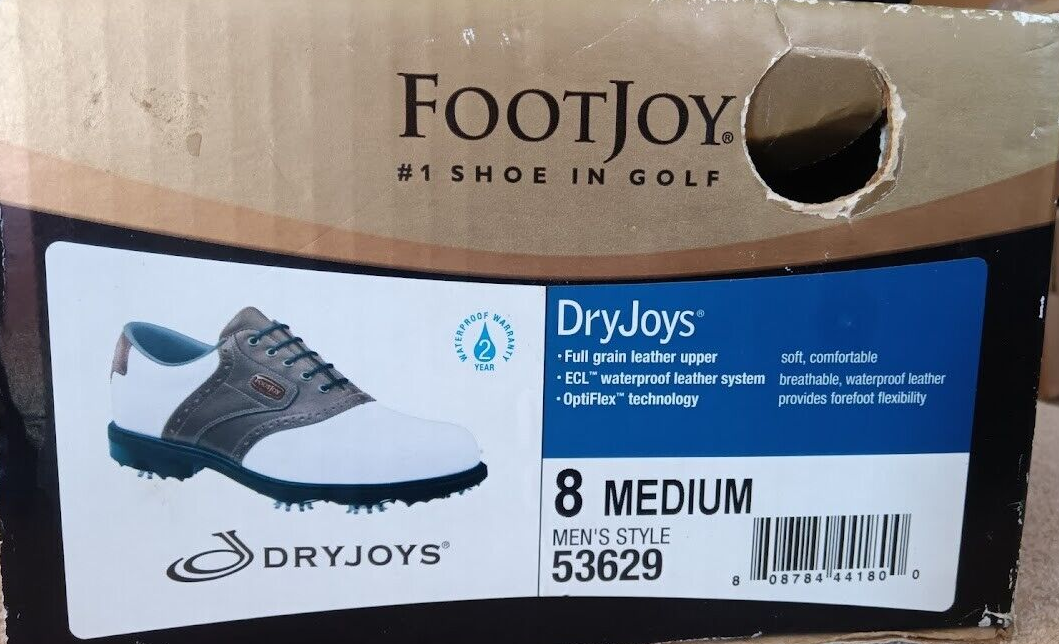 FOOTJOY®
#1 SHOE IN GOLF
WATERPROOF WARRANTY
2
YEAR
FOOTJOY
DRYJOYS®
DryJoys®
• Full grain leather upper soft, comfortable
• ECL™ waterproof leather system breathable, waterproof leather
• OptiFlex™ technology provides forefoot flexibility
8 MEDIUM
MEN'S STYLE
53629
8 08784 44180 0